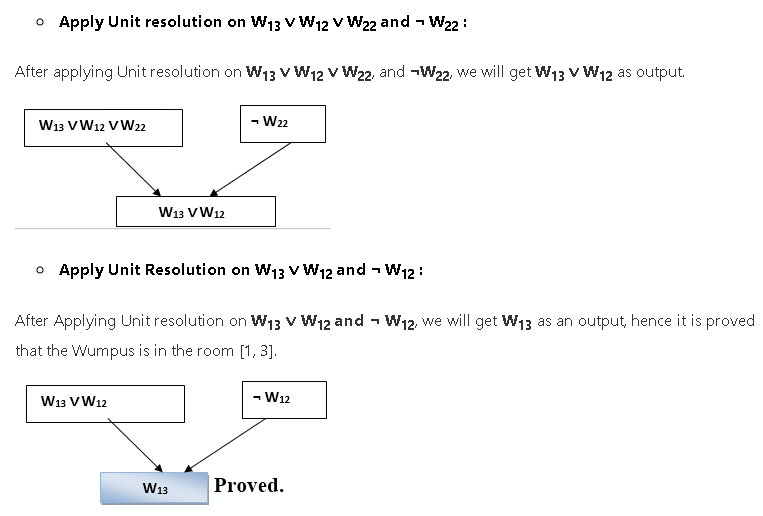 Apply Unit resolution on W₁₃ ∨ W₁₂ ∨ W₂₂ and ¬ W₂₂ :
After applying Unit resolution on W₁₃ ∨ W₁₂ ∨ W₂₂, and ¬W₂₂, we will get W₁₃ ∨ W₁₂ as output.
W₁₃ V W₁₂ V W₂₂
¬ W₂₂
W₁₃ V W₁₂
Apply Unit Resolution on W₁₃ ∨ W₁₂ and ¬ W₁₂ :
After Applying Unit resolution on W₁₃ ∨ W₁₂ and ¬ W₁₂, we will get W₁₃ as an output, hence it is proved
that the Wumpus is in the room [1, 3].
W₁₃ V W₁₂
¬ W₁₂
W₁₃ Proved.